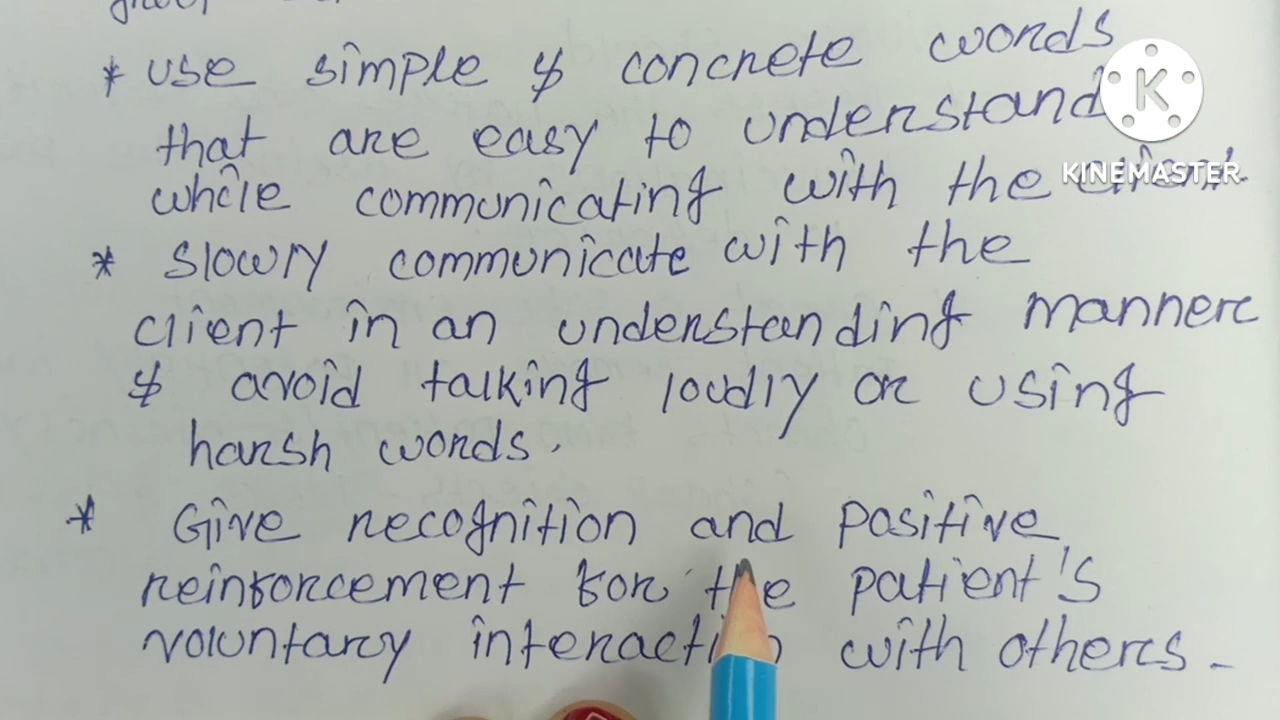 * use simple & concrete words
that are easy to understand
while communicating with the client.
* slowly communicate with the
client in an understanding manner
& avoid talking loudly or using
harsh words.
* Give recognition and positive
reinforcement for the patient's
voluntary interaction with others.
K
KINEMASTER